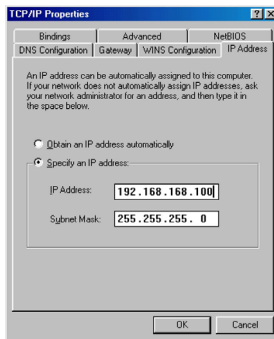 TCP/IP Properties
Bindings Advanced NetBIOS
DNS Configuration Gateway WINS Configuration IP Address
An IP address can be automatically assigned to this computer.
If your network does not automatically assign IP addresses, ask
your network administrator for an address, and then type it in
the space below.
Obtain an IP address automatically
Specify an IP address:
IP Address: 192.168.168.100
Subnet Mask: 255.255.255. 0
OK Cancel